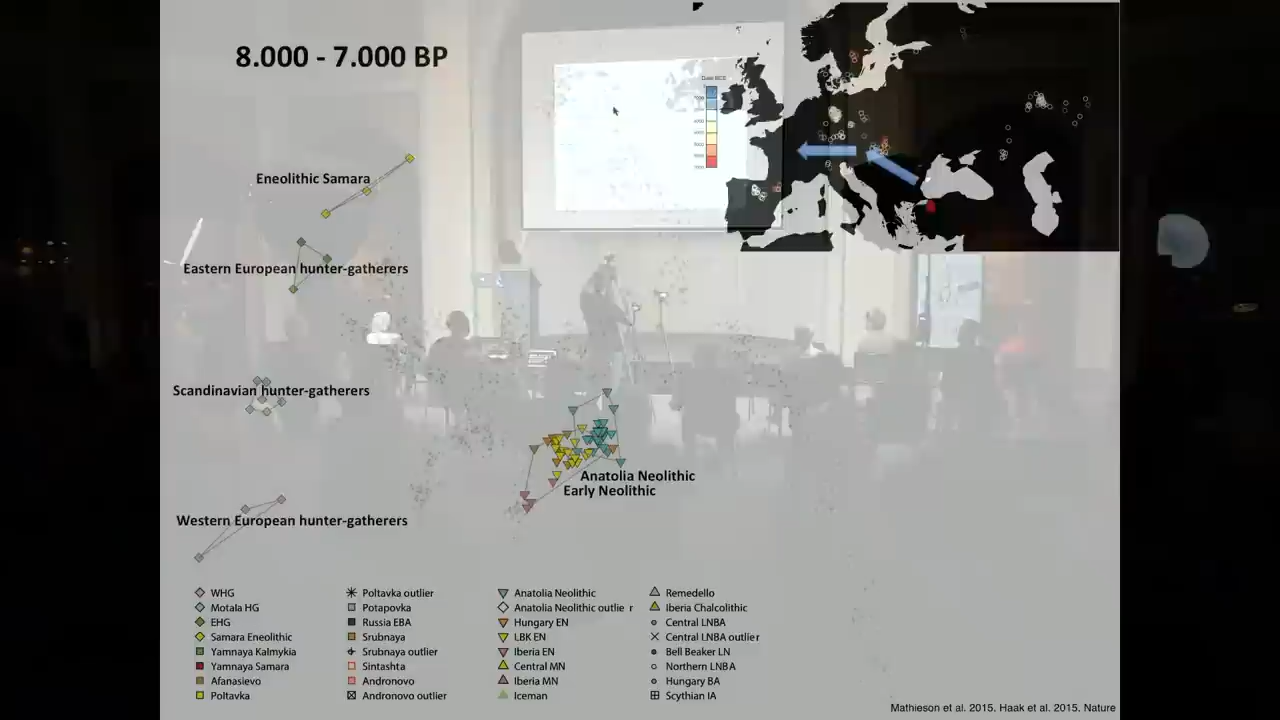 8.000 - 7.000 BP
Date BCE
Eneolithic Samara
Eastern European hunter-gatherers
Scandinavian hunter-gatherers
Western European hunter-gatherers
Anatolia Neolithic
Early Neolithic
WHG
Motala HG
EHG
Samara Eneolithic
Yamnaya Kalmykia
Yamnaya Samara
Afanasievo
Poltavka
Poltavka outlier
Potapovka
Russia EBA
Srubnaya
Srubnaya outlier
Sintashta
Andronovo
Andronovo outlier
Anatolia Neolithic
Anatolia Neolithic outlie r
Hungary EN
LBK EN
Iberia EN
Central MN
Iberia MN
Iceman
Remedello
Iberia Chalcolithic
Central LNBA
Central LNBA outlier
Bell Beaker LN
Northern LNBA
Hungary BA
Scythian IA
Mathieson et al. 2015, Haak et al. 2015, Nature